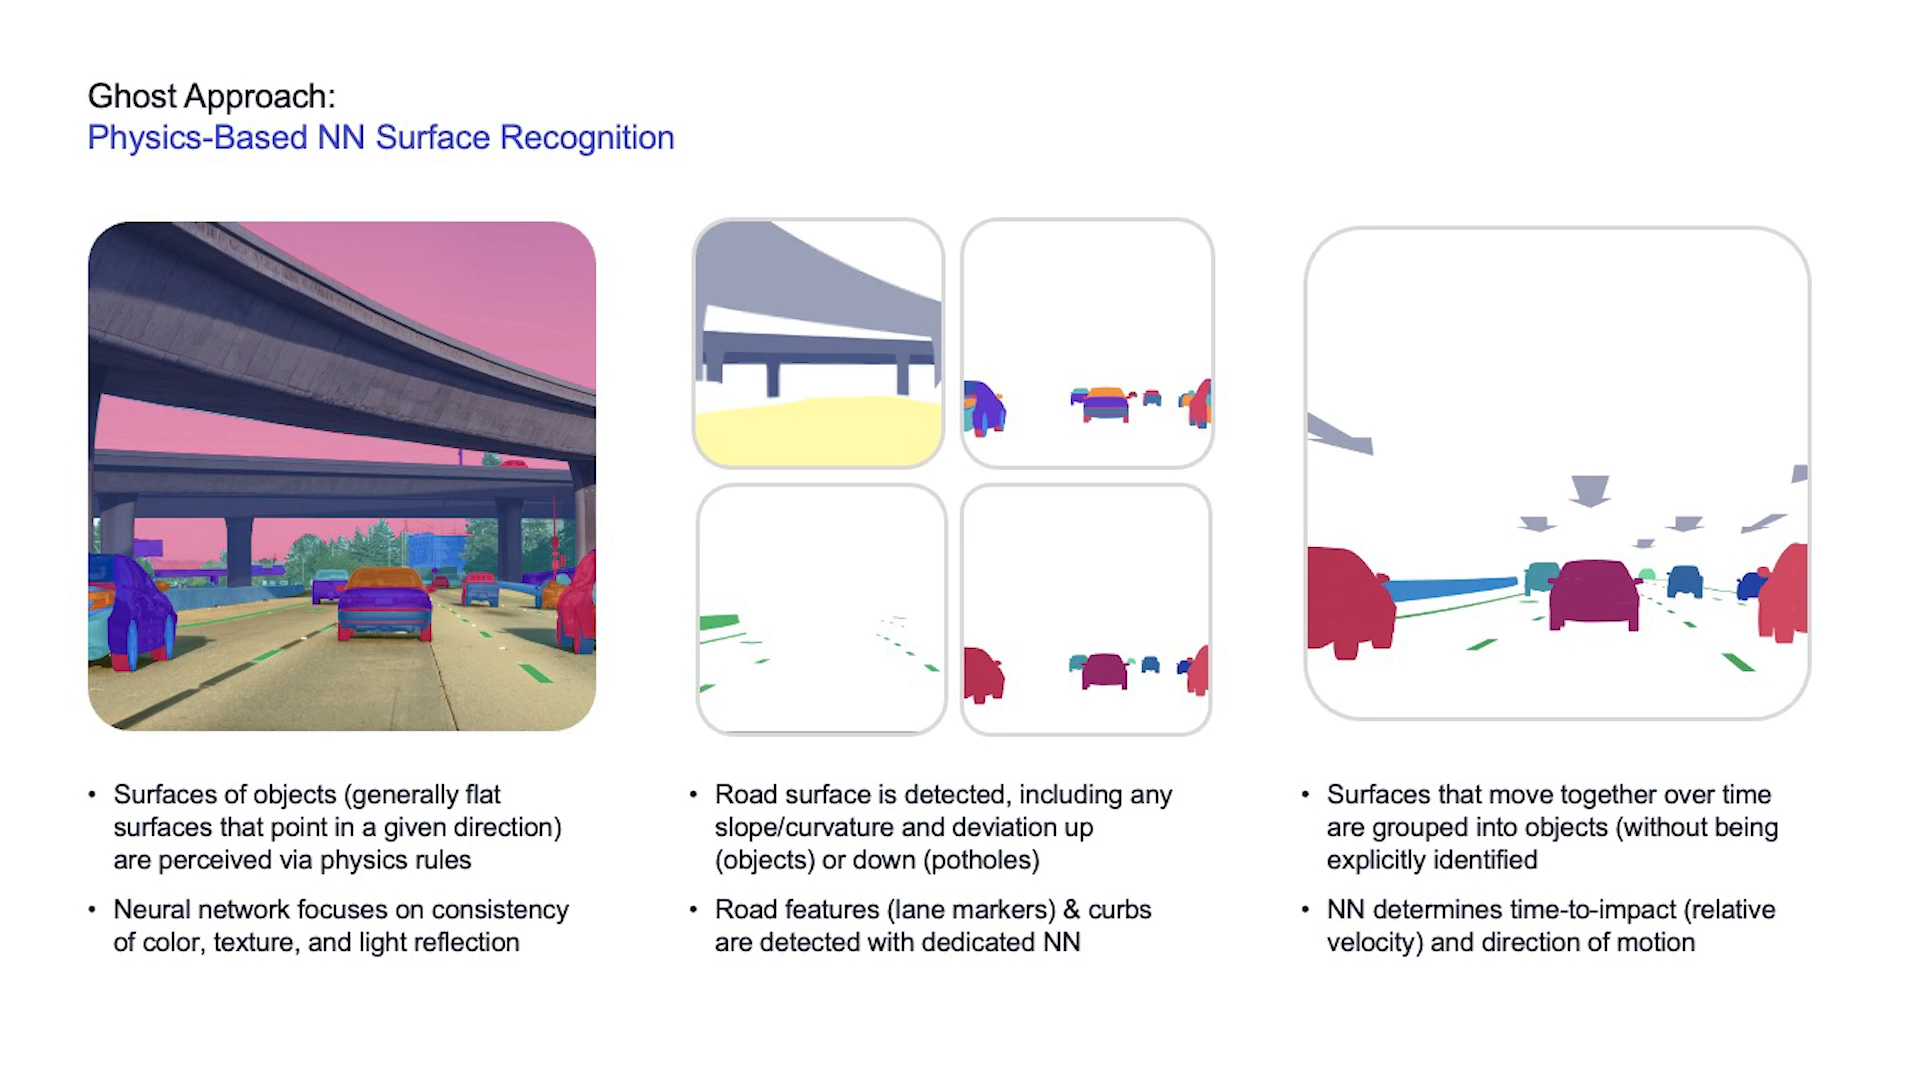 Ghost Approach:
Physics-Based NN Surface Recognition
• Surfaces of objects (generally flat
surfaces that point in a given direction)
are perceived via physics rules
• Neural network focuses on consistency
of color, texture, and light reflection
• Road surface is detected, including any
slope/curvature and deviation up
(objects) or down (potholes)
• Road features (lane markers) & curbs
are detected with dedicated NN
• Surfaces that move together over time
are grouped into objects (without being
explicitly identified
• NN determines time-to-impact (relative
velocity) and direction of motion